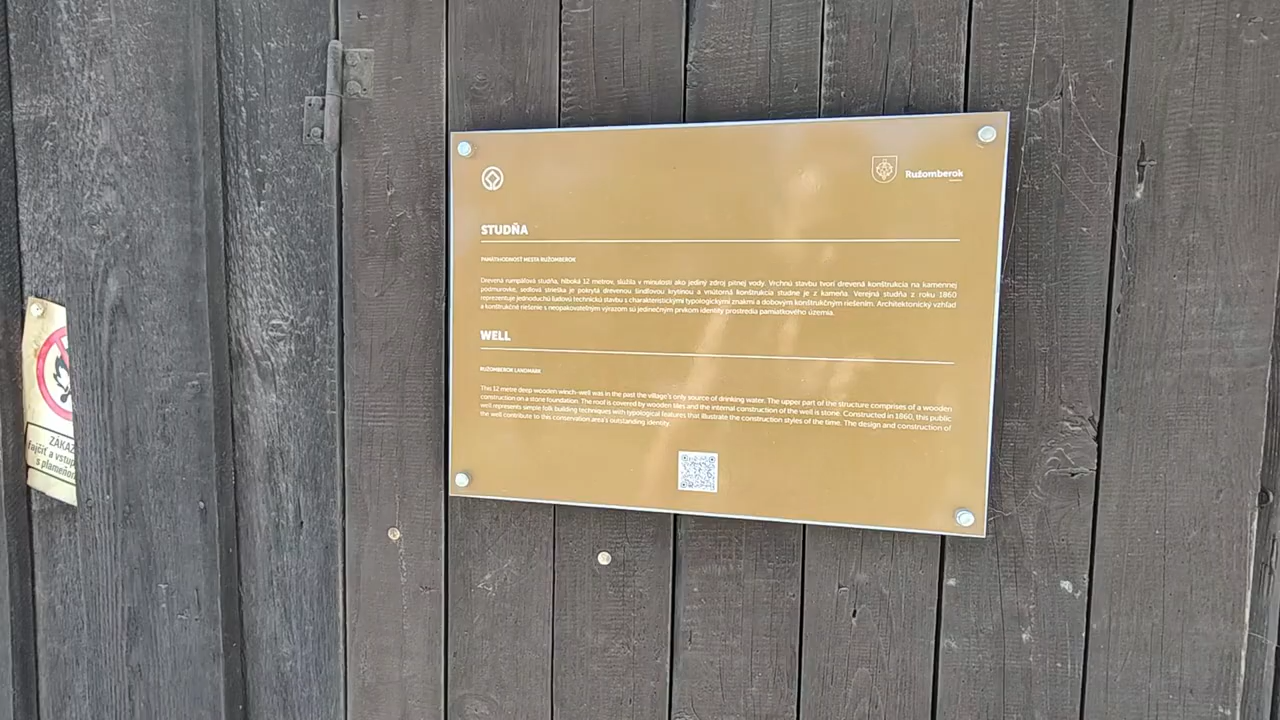 Ružomberok
STUDŇA
PAMÄTIHODNOSŤ MESTA RUŽOMBEROK
Drevená rumpáľová studňa, hlboká 12 metrov, slúžila v minulosti ako jediný zdroj pitnej vody. Vrchnú stavbu tvorí drevená konštrukcia na kamennej
podmurovke, sedlová strieška je pokrytá drevenou šindľovou krytinou a vnútorná konštrukcia studne je z kameňa. Verejná studňa z roku 1860
reprezentuje jednoduchú ľudovú technickú stavbu s charakteristickými typologickými znakmi a dobovým konštrukčným riešením. Architektonický vzhľad
a konštrukčné riešenie s neopakovateľným výrazom sú jedinečným prvkom identity prostredia pamiatkového územia.
WELL
RUŽOMBEROK LANDMARK
This 12 metre deep wooden winch-well was in the past the village's only source of drinking water. The upper part of the structure comprises of a wooden
construction on a stone foundation. The roof is covered by wooden tiles and the internal construction of the well is stone. Constructed in 1860, this public
well represents simple folk building techniques with typological features that illustrate the construction styles of the time. The design and construction of
the well contribute to this conservation area's outstanding identity.
ZAKAZ
fajčiť a vstup
s plameňom